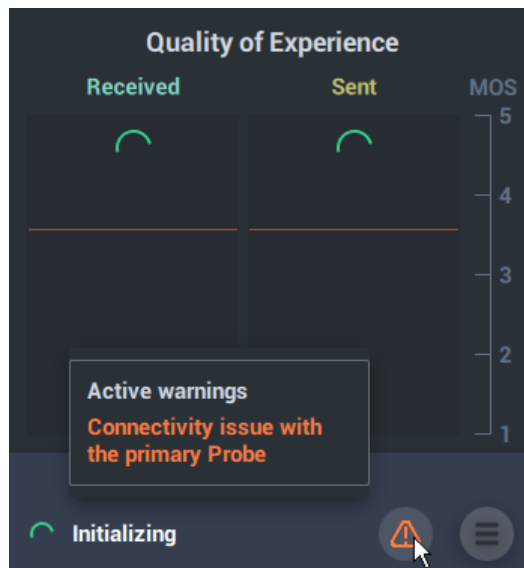 Quality of Experience
Received Sent MOS
5
4
3
2
1
Active warnings
Connectivity issue with
the primary Probe
Initializing